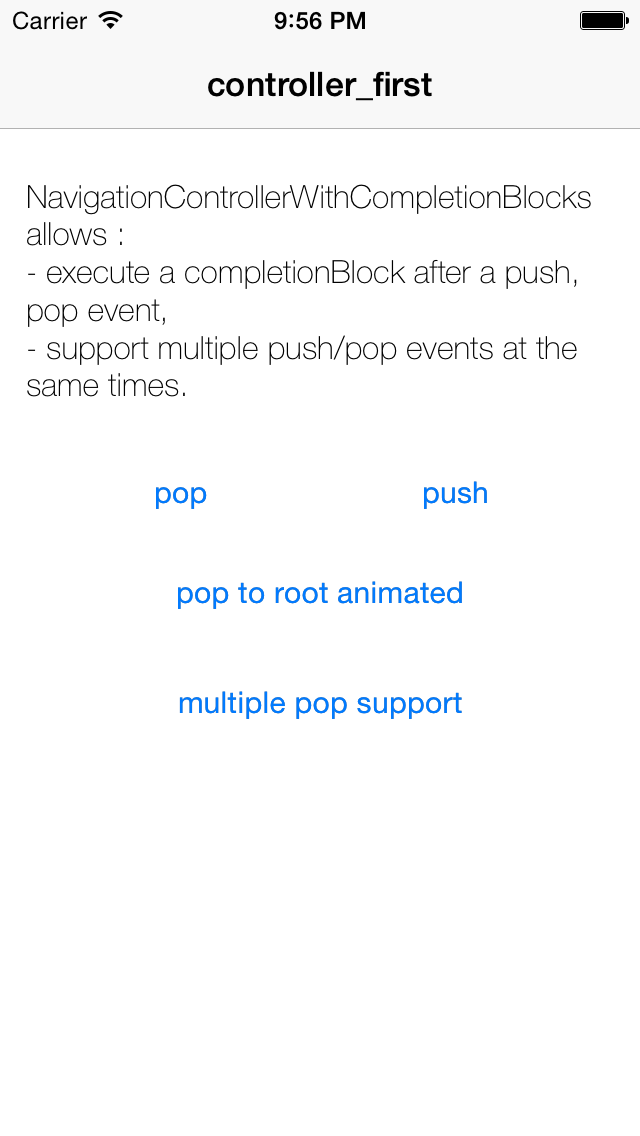 Carrier 9:56 PM
controller_first
NavigationControllerWithCompletionBlocks
allows :
- execute a completionBlock after a push,
pop event,
- support multiple push/pop events at the
same times.
pop push
pop to root animated
multiple pop support